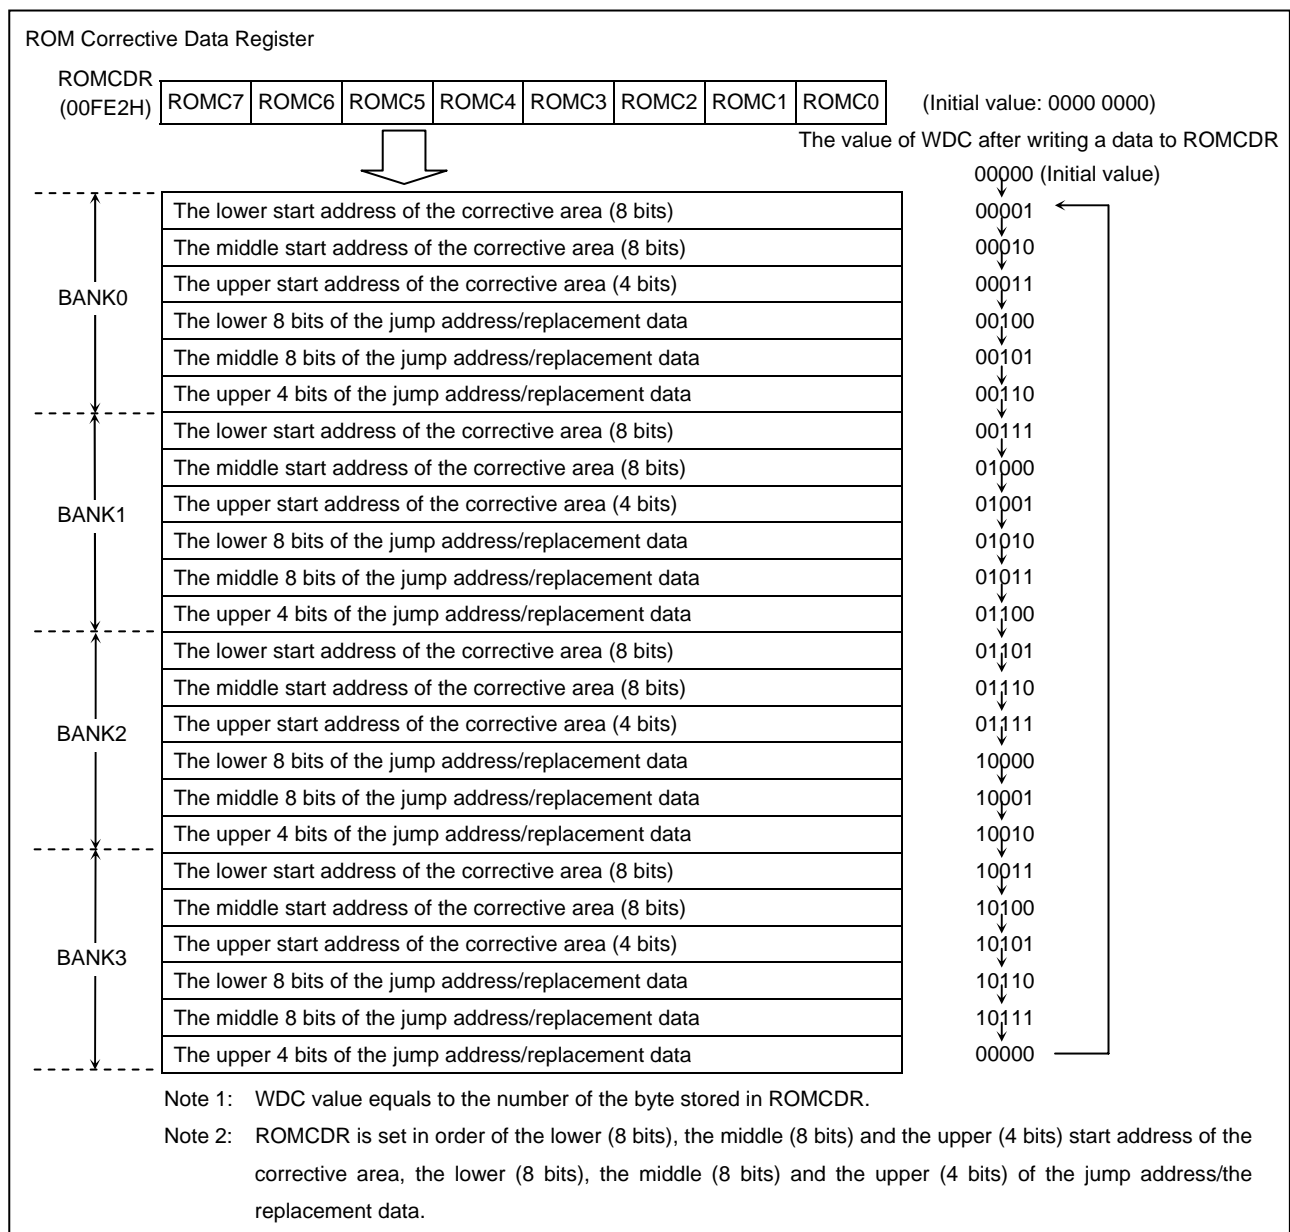 ROM Corrective Data Register
ROMCDR
(00FE2H)
ROMC7 ROMC6 ROMC5 ROMC4 ROMC3 ROMC2 ROMC1 ROMC0 (Initial value: 0000 0000)
The value of WDC after writing a data to ROMCDR
00000 (Initial value)
The lower start address of the corrective area (8 bits) 00001
The middle start address of the corrective area (8 bits) 00010
The upper start address of the corrective area (4 bits) 00011
BANK0
The lower 8 bits of the jump address/replacement data 00100
The middle 8 bits of the jump address/replacement data 00101
The upper 4 bits of the jump address/replacement data 00110
The lower start address of the corrective area (8 bits) 00111
The middle start address of the corrective area (8 bits) 01000
The upper start address of the corrective area (4 bits) 01001
BANK1
The lower 8 bits of the jump address/replacement data 01010
The middle 8 bits of the jump address/replacement data 01011
The upper 4 bits of the jump address/replacement data 01100
The lower start address of the corrective area (8 bits) 01101
The middle start address of the corrective area (8 bits) 01110
The upper start address of the corrective area (4 bits) 01111
BANK2
The lower 8 bits of the jump address/replacement data 10000
The middle 8 bits of the jump address/replacement data 10001
The upper 4 bits of the jump address/replacement data 10010
The lower start address of the corrective area (8 bits) 10011
The middle start address of the corrective area (8 bits) 10100
The upper start address of the corrective area (4 bits) 10101
BANK3
The lower 8 bits of the jump address/replacement data 10110
The middle 8 bits of the jump address/replacement data 10111
The upper 4 bits of the jump address/replacement data 00000
Note 1: WDC value equals to the number of the byte stored in ROMCDR.
Note 2: ROMCDR is set in order of the lower (8 bits), the middle (8 bits) and the upper (4 bits) start address of the
corrective area, the lower (8 bits), the middle (8 bits) and the upper (4 bits) of the jump address/the
replacement data.